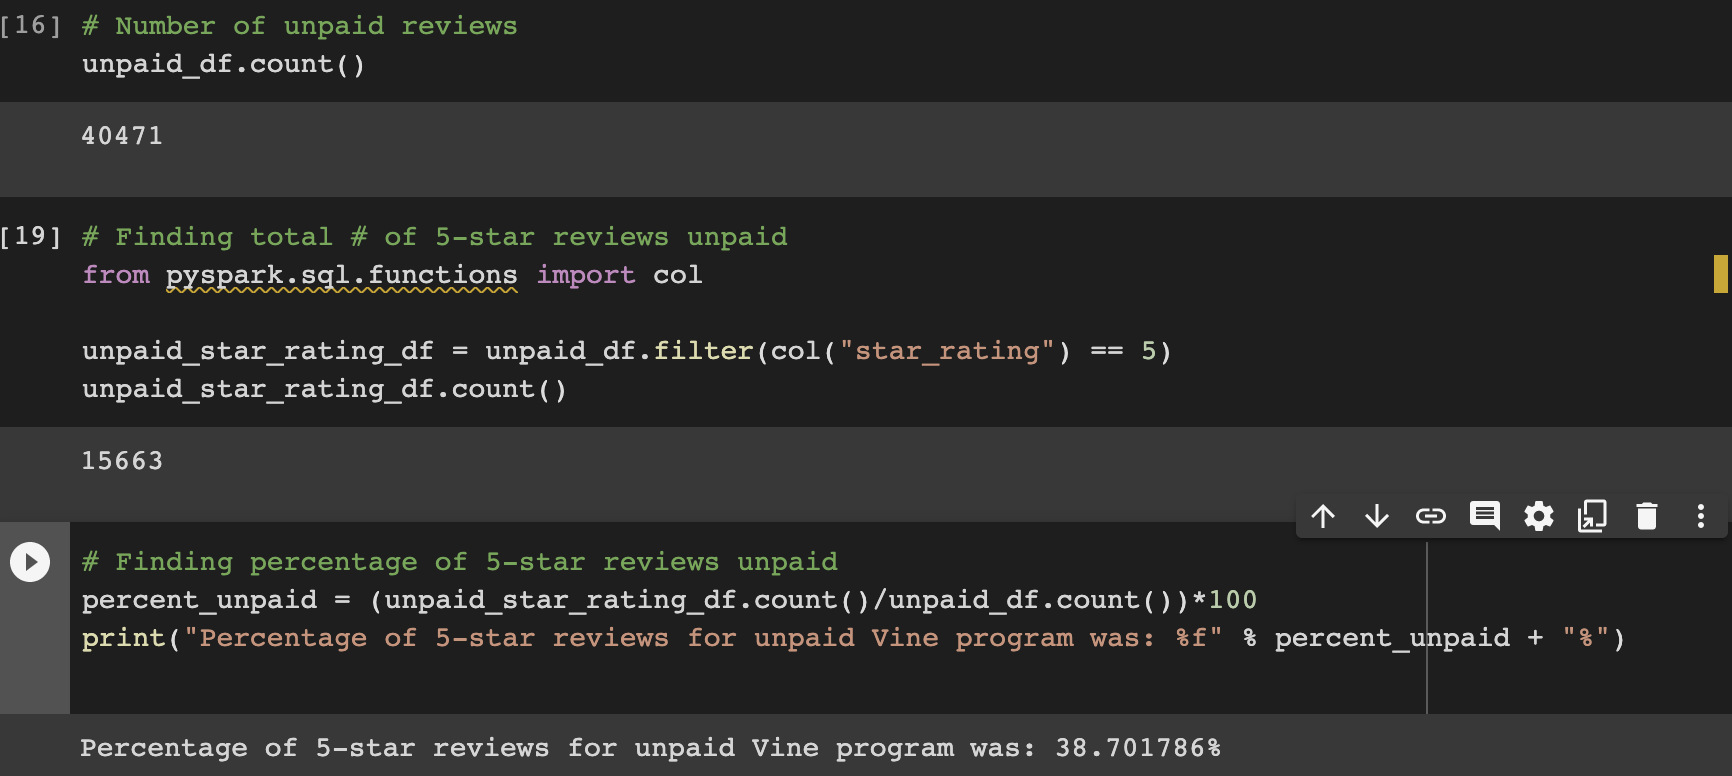 [16] # Number of unpaid reviews
unpaid_df.count()
40471
[19] # Finding total # of 5-star reviews unpaid
from pyspark.sql.functions import col
unpaid_star_rating_df = unpaid_df.filter(col("star_rating") == 5)
unpaid_star_rating_df.count()
15663
# Finding percentage of 5-star reviews unpaid
percent_unpaid = (unpaid_star_rating_df.count()/unpaid_df.count())*100
print("Percentage of 5-star reviews for unpaid Vine program was: %f" % percent_unpaid + "%")
Percentage of 5-star reviews for unpaid Vine program was: 38.701786%